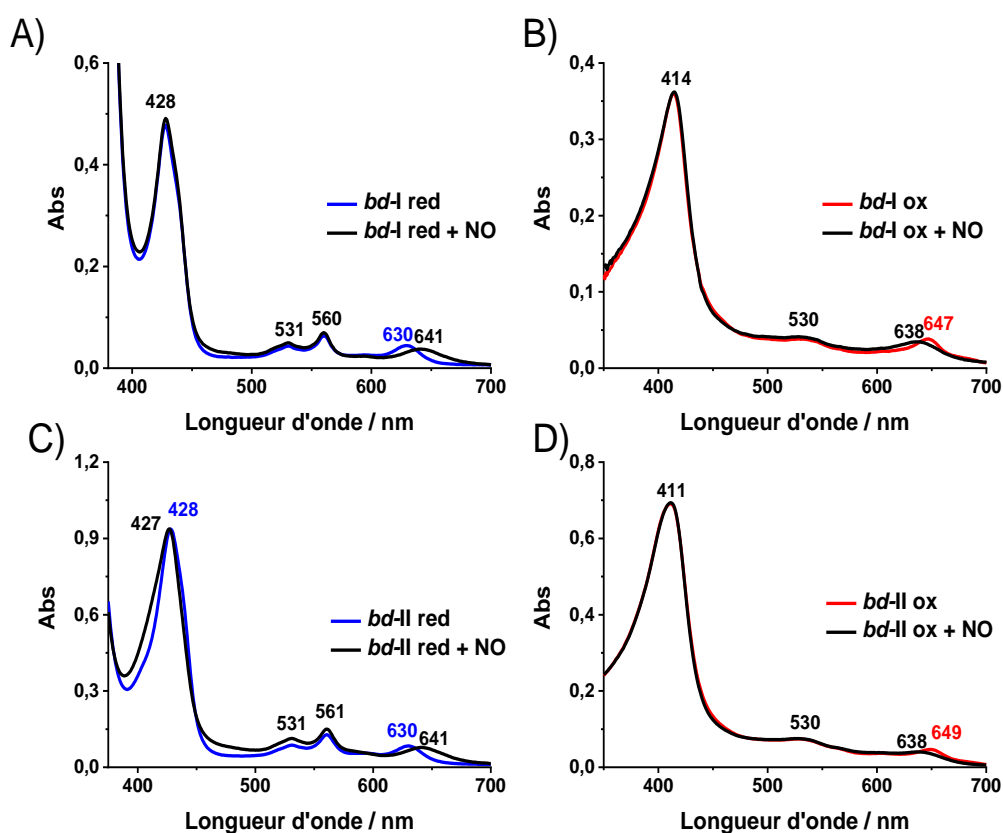 A)
0,6
0,4
0,2
0,0
Abs
428
531
560
630
641
bd-I red
bd-I red + NO
400
500
600
700
Longueur d'onde / nm
B)
0,4
0,3
0,2
0,1
0,0
Abs
414
530
638
647
bd-I ox
bd-I ox + NO
400
500
600
700
Longueur d'onde / nm
C)
1,2
0,9
0,6
0,3
0,0
Abs
427
428
531
561
630
641
bd-II red
bd-II red + NO
400
500
600
700
Longueur d'onde / nm
D)
0,8
0,6
0,4
0,2
0,0
Abs
411
530
638
649
bd-II ox
bd-II ox + NO
400
500
600
700
Longueur d'onde / nm